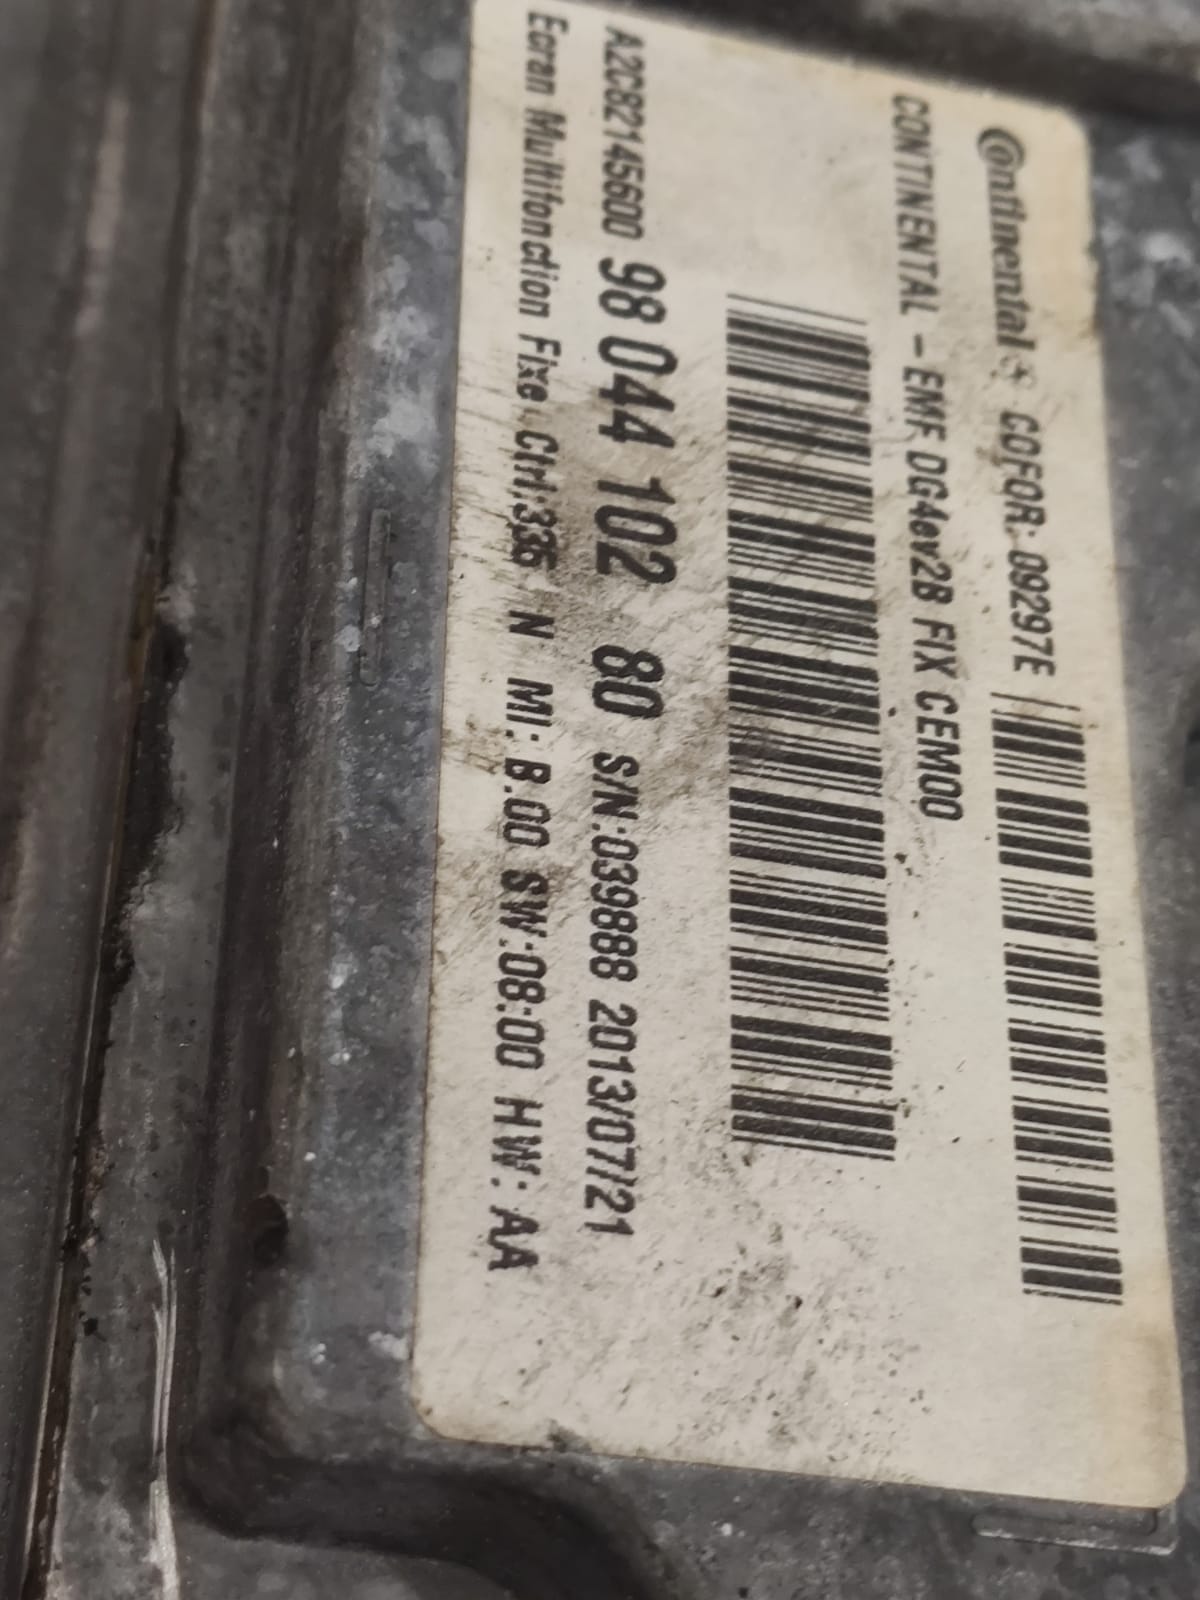 Continental COFOR: 09297E
CONTINENTAL - EMF DG4ev2B FIX CEM00
A2C82145600 98 044 102 80 S/N:039888 2013/07/21
Ecran Multifonction Fixe Ctrl:336 N MI: B.00 SW:08.00 HW: AA